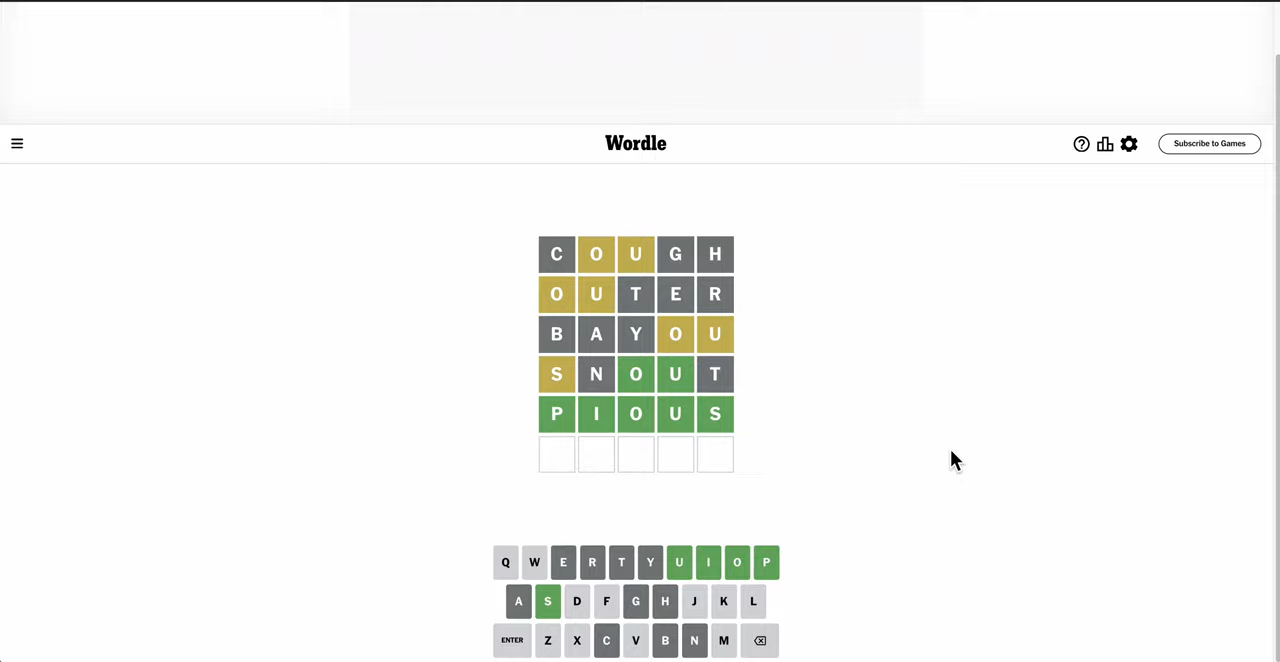 Wordle
Subscribe to Games
C O U G H
O U T E R
B A Y O U
S N O U T
P I O U S
Q W E R T Y U I O P
A S D F G H J K L
ENTER Z X C V B N M